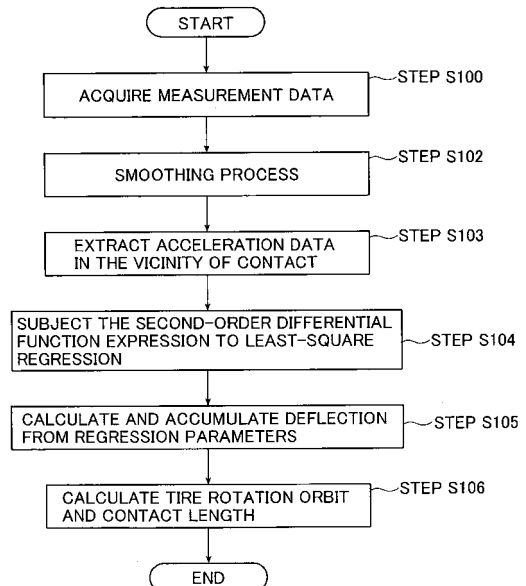 START
ACQUIRE MEASUREMENT DATA
STEP S100
SMOOTHING PROCESS
STEP S102
EXTRACT ACCELERATION DATA
IN THE VICINITY OF CONTACT
STEP S103
SUBJECT THE SECOND-ORDER DIFFERENTIAL
FUNCTION EXPRESSION TO LEAST-SQUARE
REGRESSION
STEP S104
CALCULATE AND ACCUMULATE DEFLECTION
FROM REGRESSION PARAMETERS
STEP S105
CALCULATE TIRE ROTATION ORBIT
AND CONTACT LENGTH
STEP S106
END